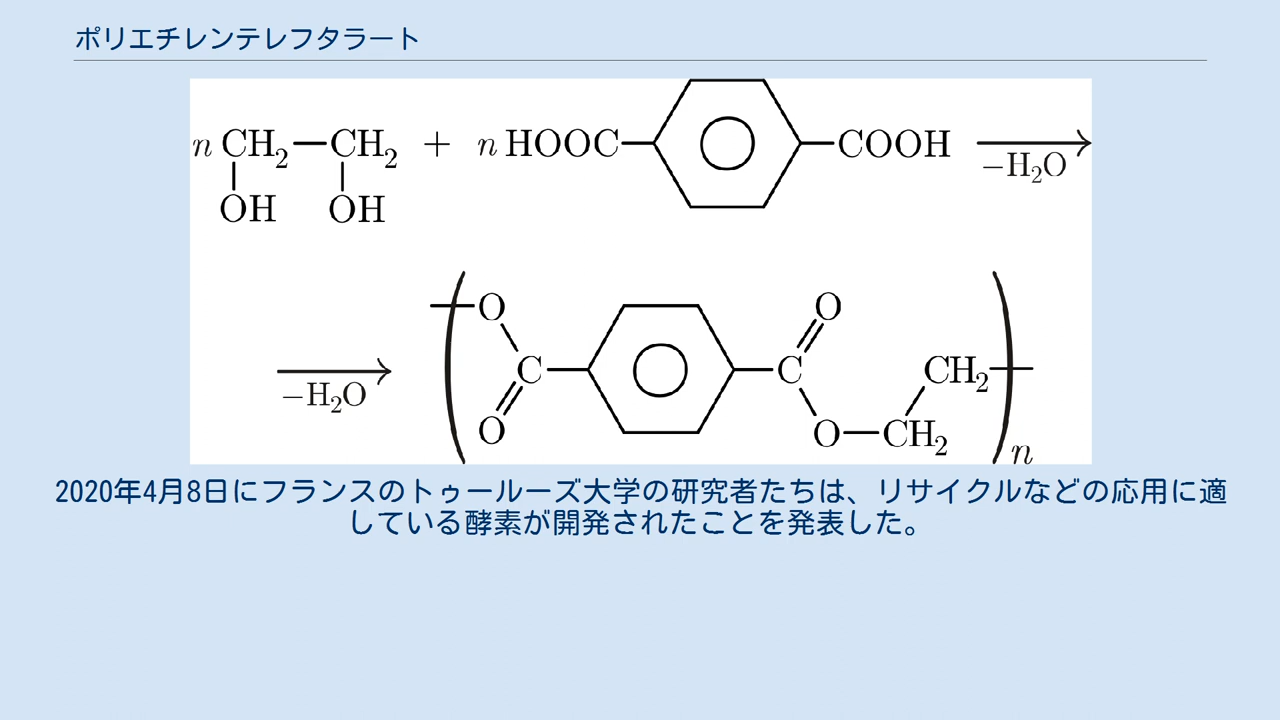 ポリエチレンテレフタラート
n CH2—CH2 + n HOOC— —COOH
−H2O
OH OH
O O
C C CH2
−H2O
O O—CH2
n
2020年4月8日にフランスのトゥールーズ大学の研究者たちは、リサイクルなどの応用に適
している酵素が開発されたことを発表した。